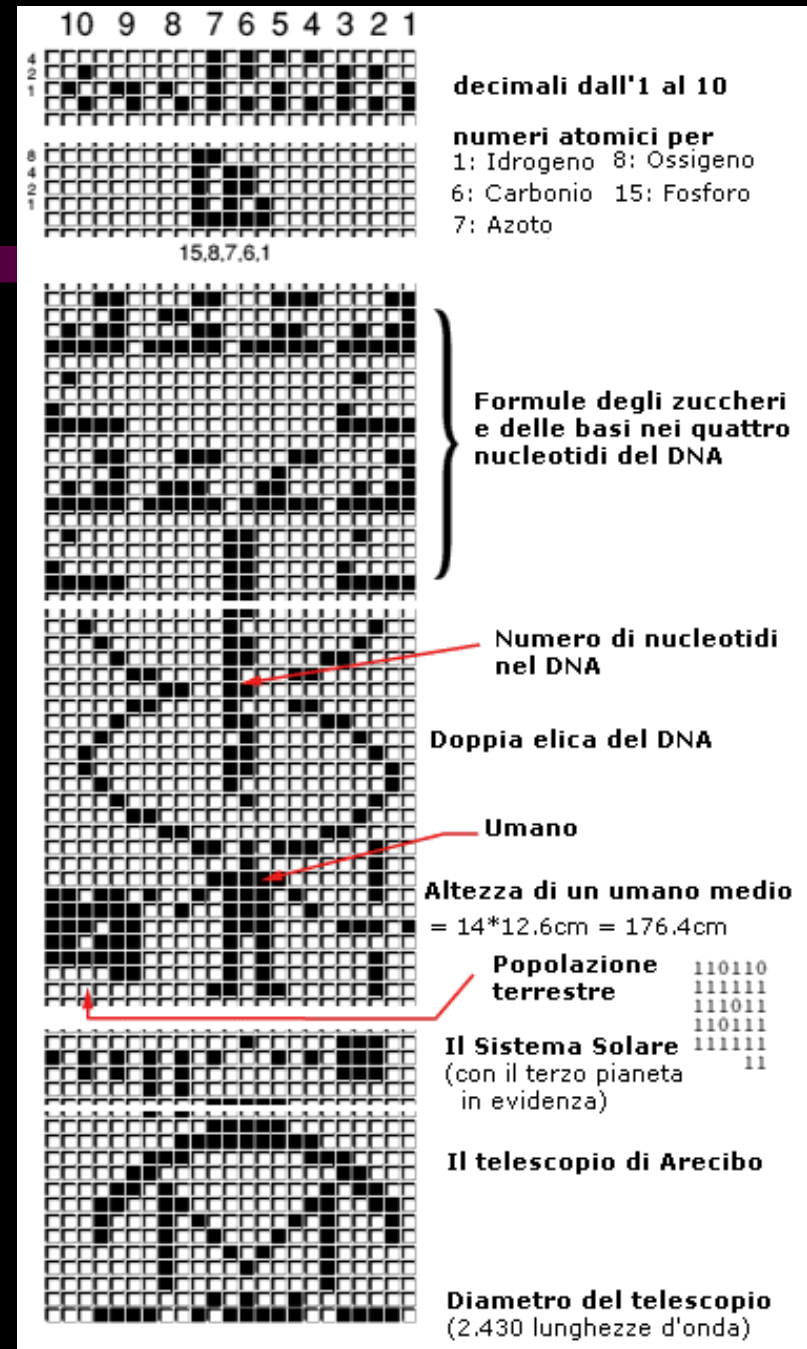 10 9 8 7 6 5 4 3 2 1
4
2
1
decimali dall'1 al 10
numeri atomici per
1: Idrogeno 8: Ossigeno
6: Carbonio 15: Fosforo
7: Azoto
8
4
2
1
15,8,7,6,1
Formule degli zuccheri
e delle basi nei quattro
nucleotidi del DNA
Numero di nucleotidi
nel DNA
Doppia elica del DNA
Umano
Altezza di un umano medio
= 14*12.6cm = 176.4cm
Popolazione
terrestre
110110
111111
111011
110111
111111
11
Il Sistema Solare
(con il terzo pianeta
in evidenza)
Il telescopio di Arecibo
Diametro del telescopio
(2.430 lunghezze d'onda)